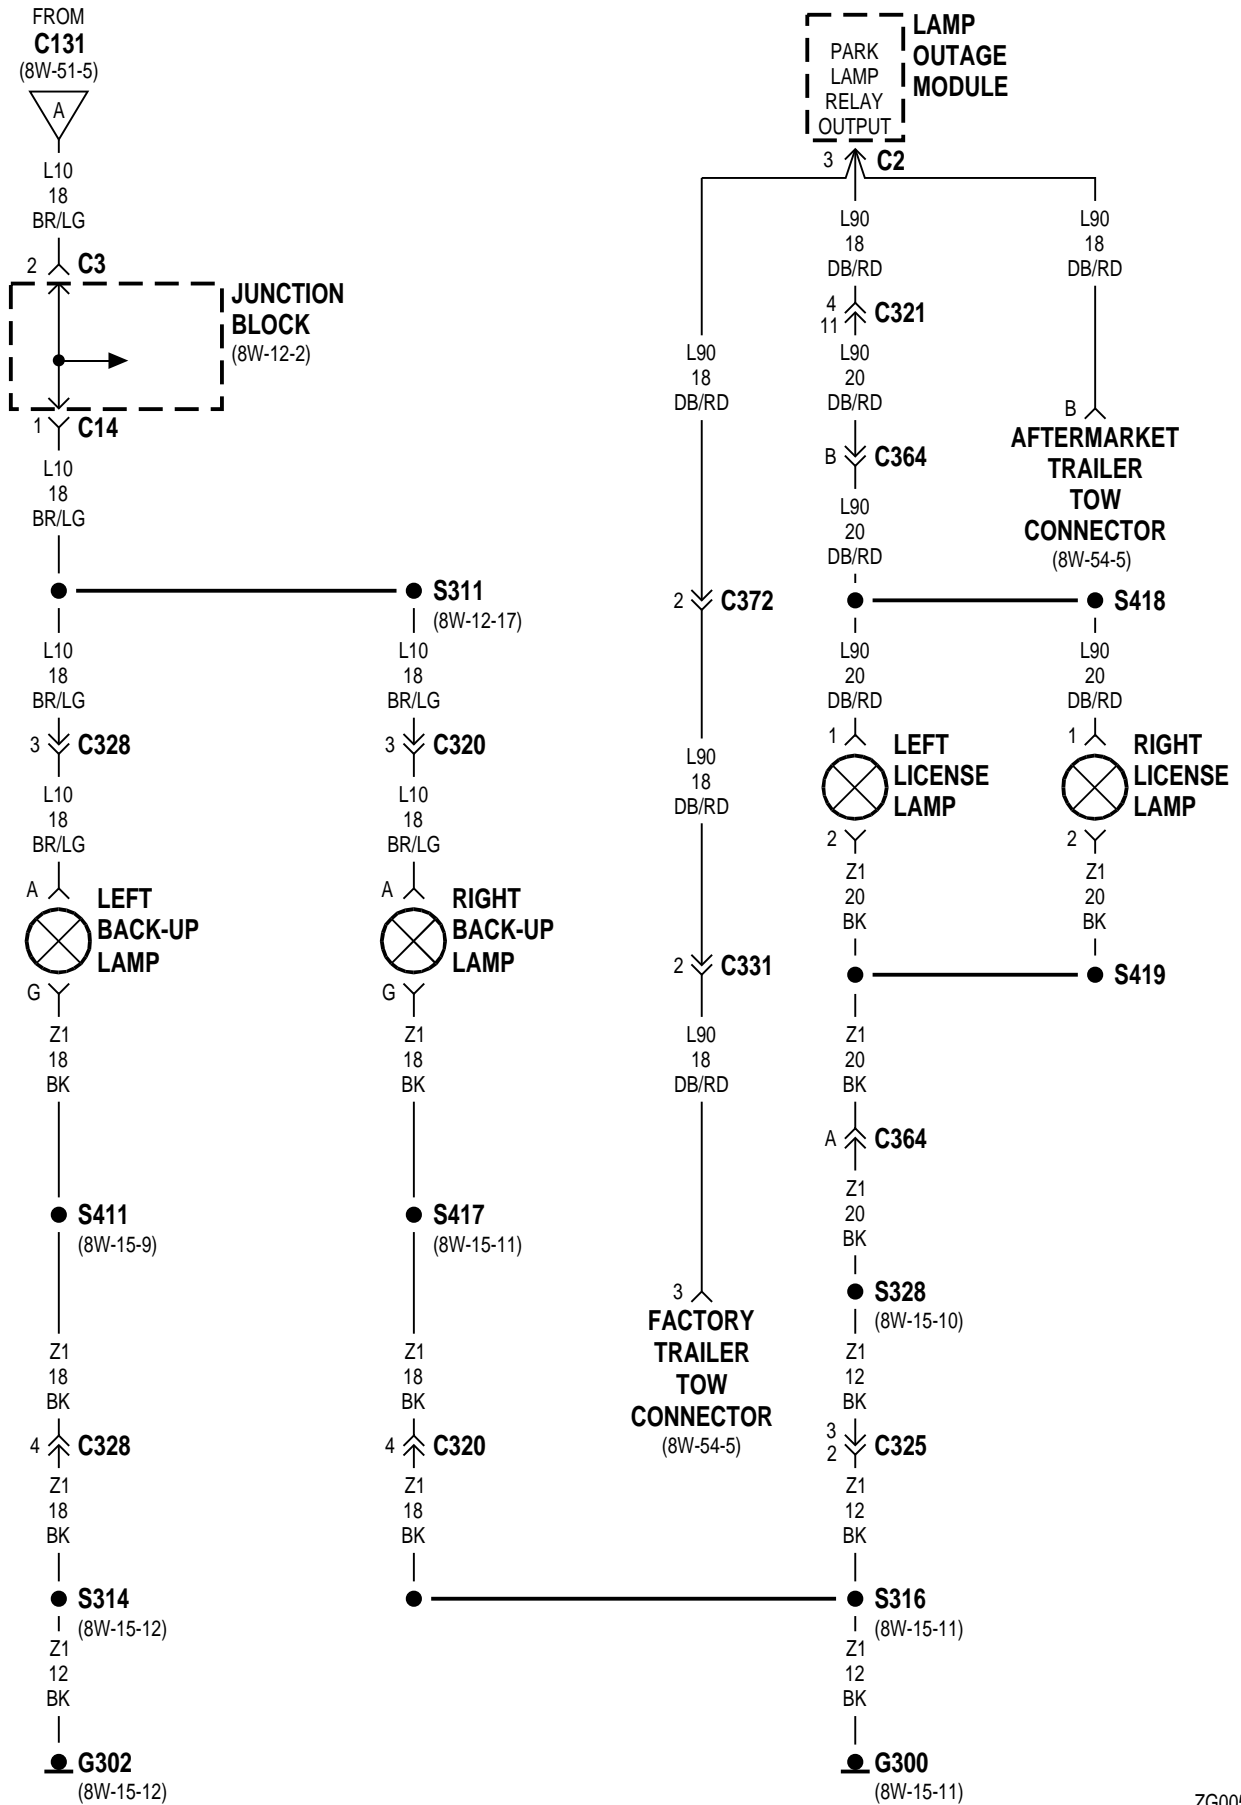 FROM
C131
(8W-51-5)
A
L10
18
BR/LG
2
C3
JUNCTION
BLOCK
(8W-12-2)
1
C14
L10
18
BR/LG
S311
(8W-12-17)
L10
18
BR/LG
3
C328
L10
18
BR/LG
A
LEFT
BACK-UP
LAMP
G
Z1
18
BK
S411
(8W-15-9)
Z1
18
BK
4
C328
Z1
18
BK
S314
(8W-15-12)
Z1
12
BK
G302
(8W-15-12)
L10
18
BR/LG
3
C320
L10
18
BR/LG
A
RIGHT
BACK-UP
LAMP
G
Z1
18
BK
S417
(8W-15-11)
Z1
18
BK
4
C320
Z1
18
BK
LAMP
OUTAGE
MODULE
PARK
LAMP
RELAY
OUTPUT
3
C2
L90
18
DB/RD
2
C372
L90
18
DB/RD
2
C331
L90
18
DB/RD
3
FACTORY
TRAILER
TOW
CONNECTOR
(8W-54-5)
L90
18
DB/RD
4
11
C321
L90
20
DB/RD
B
C364
L90
20
DB/RD
S418
L90
20
DB/RD
1
LEFT
LICENSE
LAMP
2
Z1
20
BK
S419
Z1
20
BK
A
C364
Z1
20
BK
S328
(8W-15-10)
Z1
12
BK
3
2
C325
Z1
12
BK
S316
(8W-15-11)
Z1
12
BK
G300
(8W-15-11)
L90
18
DB/RD
B
AFTERMARKET
TRAILER
TOW
CONNECTOR
(8W-54-5)
L90
20
DB/RD
1
RIGHT
LICENSE
LAMP
2
Z1
20
BK